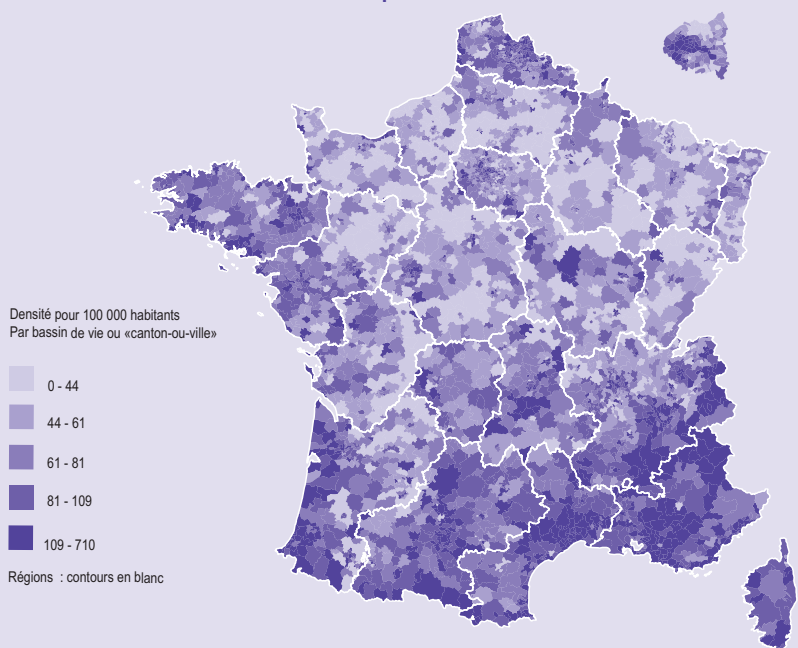 Densité pour 100 000 habitants
Par bassin de vie ou «canton-ou-ville»
0 - 44
44 - 61
61 - 81
81 - 109
109 - 710
Régions : contours en blanc